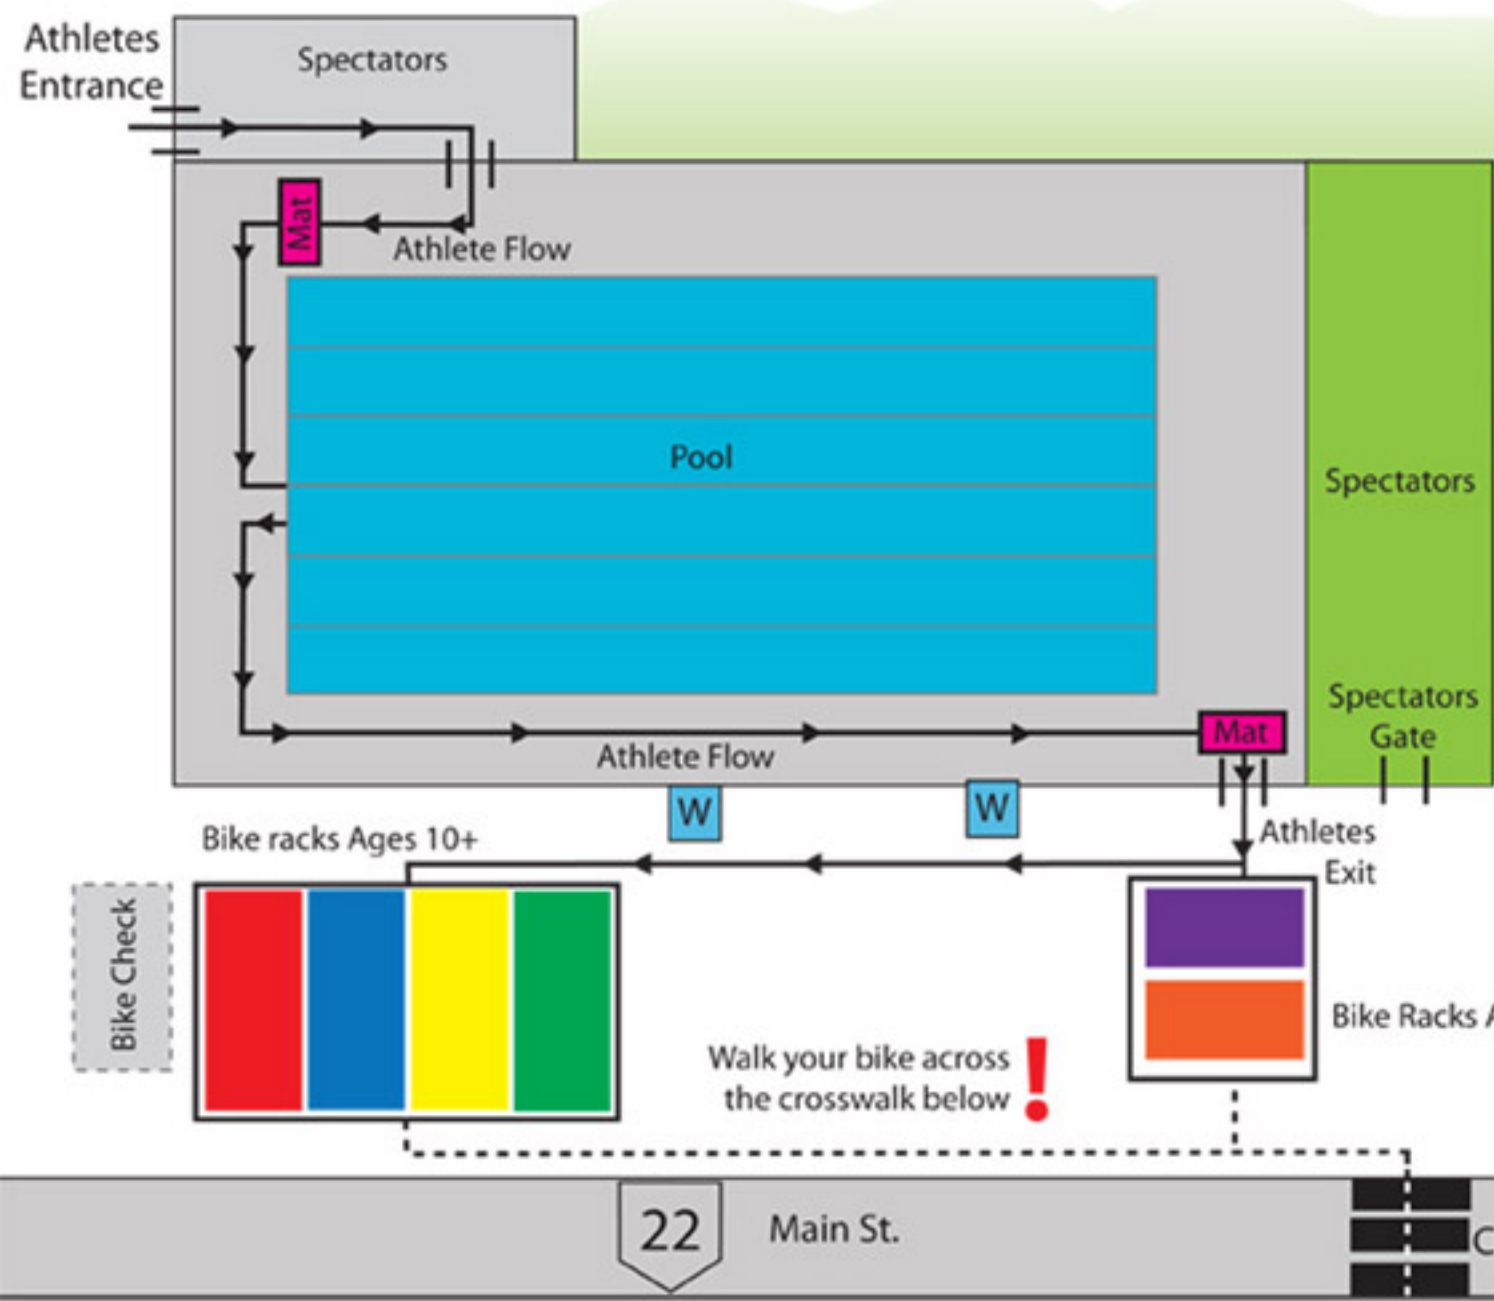 Athletes
Entrance
Spectators
Mat
Athlete Flow
Pool
Spectators
Spectators
Gate
Mat
Athlete Flow
W
W
Bike racks Ages 10+
Athletes
Exit
Bike Check
Bike Racks
Walk your bike across
the crosswalk below
!
22
Main St.